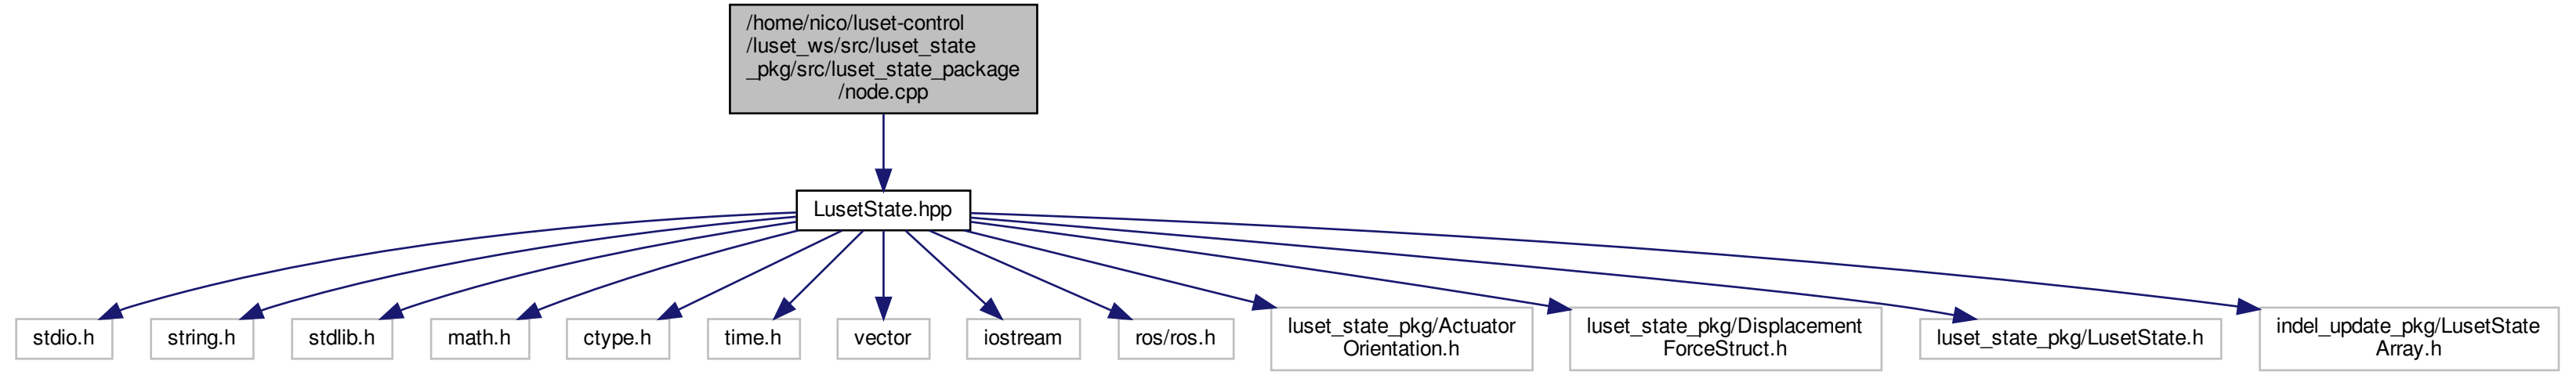 /home/nico/luset-control
/luset_ws/src/luset_state
_pkg/src/luset_state_package
/node.cpp
LusetState.hpp
stdio.h
string.h
stdlib.h
math.h
ctype.h
time.h
vector
iostream
ros/ros.h
luset_state_pkg/Actuator
Orientation.h
luset_state_pkg/Displacement
ForceStruct.h
luset_state_pkg/LusetState.h
indel_update_pkg/LusetState
Array.h